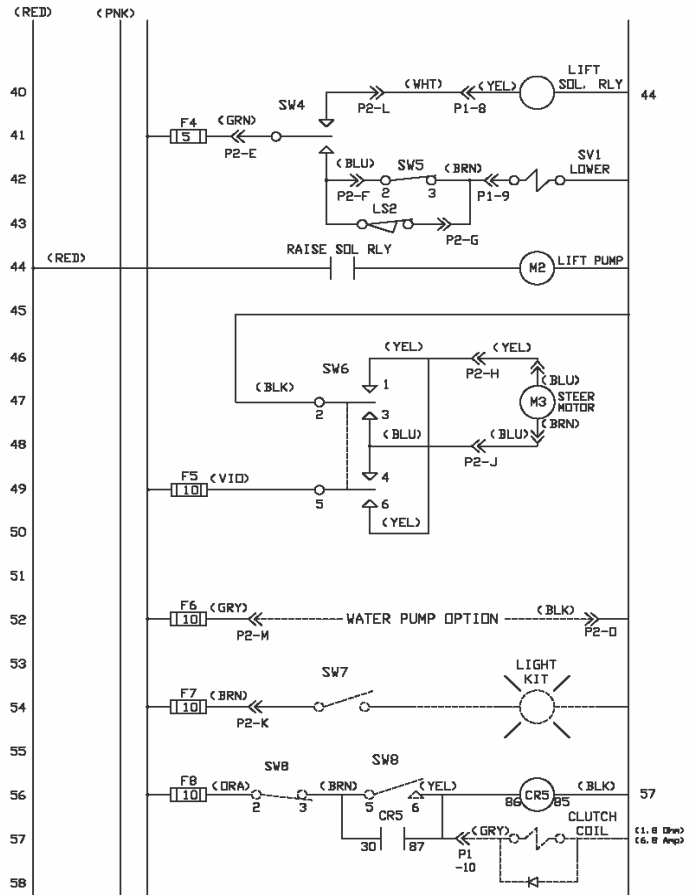 (RED) (PNK)
40 (WHT) (YEL) LIFT SOL. RLY 44
P2-L P1-8
SW4
41 F4 5 (GRN) P2-E
42 (BLU) SW5 (BRN) SV1 LOWER
P2-F 2 3 P1-9
43 LS2 P2-G
RAISE SOL RLY
44 (RED) M2 LIFT PUMP
45
46 (YEL) (YEL)
P2-H
SW6 1 (BLU)
47 (BLK) 2 3 M3 STEER MOTOR
(BRN)
48 (BLU) (BLU)
P2-J
4
49 F5 10 (VIO) 5 6
(YEL)
50
51
52 F6 10 (GRY) P2-M WATER PUMP OPTION (BLK) P2-O
53
SW7 LIGHT KIT
54 F7 10 (BRN) P2-K
55
SW8 SW8
56 F8 10 (ORA) 2 3 (BRN) 5 6 (YEL) 86 CR5 85 (BLK) 57
CR5 CLUTCH COIL
57 30 87 (GRY) (1.8 Ohm)
P1-10 (6.8 Amp)
58